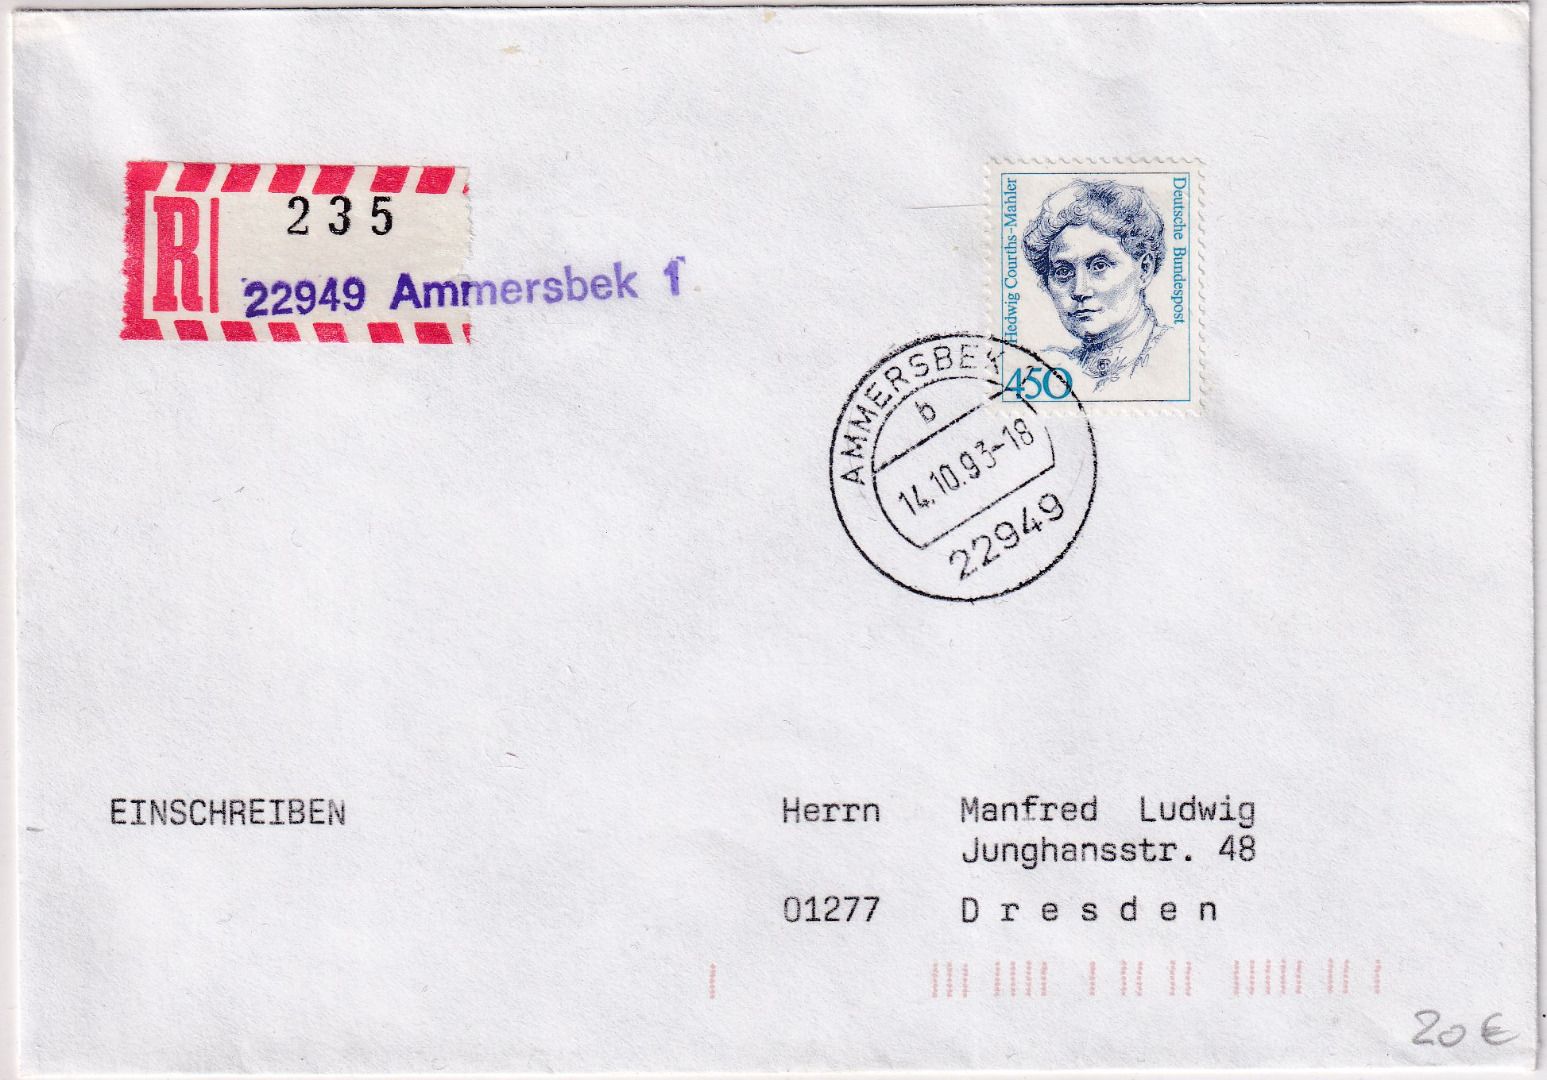 R
235
22949 Ammersbek 1
Hedwig Courths-Mahler
Deutsche Bundespost
450
AMMERSBEK 1
b
14.10.93-18
22949
EINSCHREIBEN
Herrn Manfred Ludwig
Junghansstr. 48
01277 Dresden
20 €